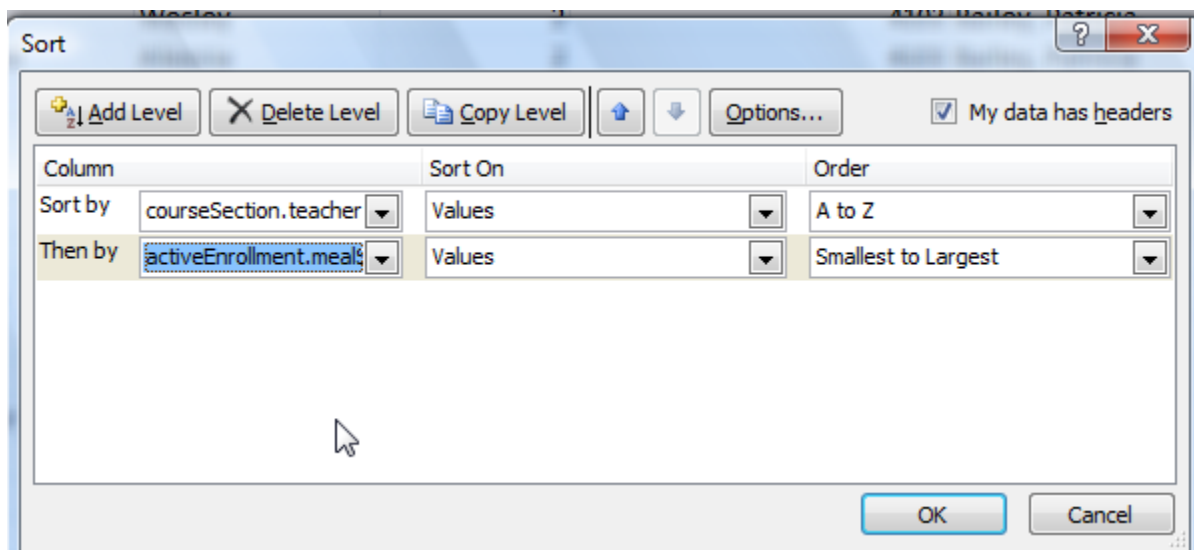 Sort
Add Level Delete Level Copy Level Options... My data has headers
Column Sort On Order
Sort by courseSection.teacher Values A to Z
Then by activeEnrollment.meal Values Smallest to Largest
OK Cancel